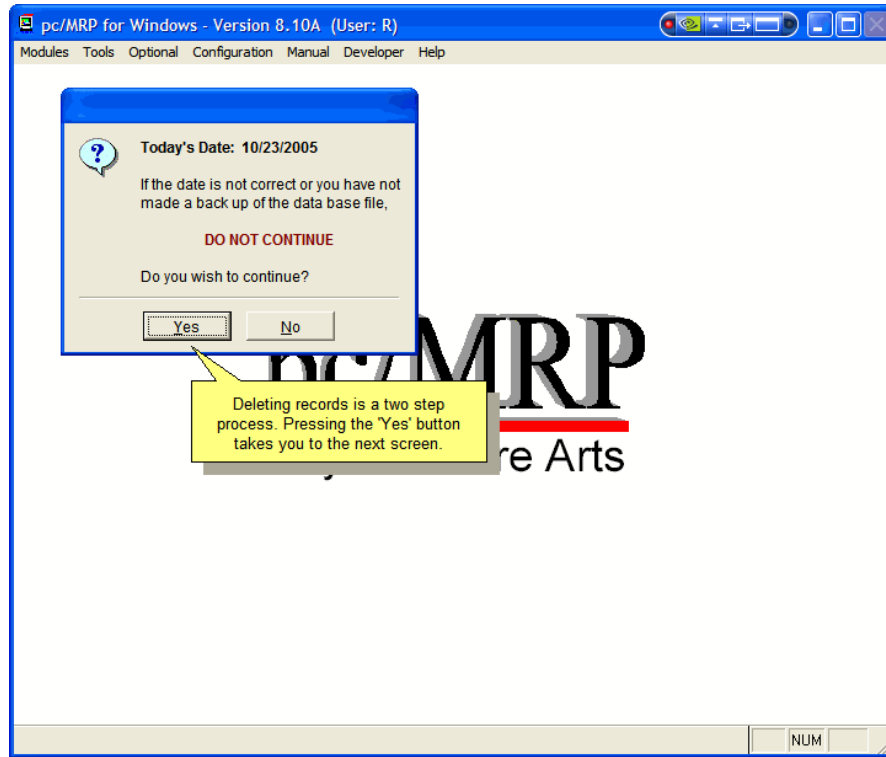 pc/MRP for Windows - Version 8.10A (User: R)
Modules Tools Optional Configuration Manual Developer Help
Today's Date: 10/23/2005
If the date is not correct or you have not
made a back up of the data base file,
DO NOT CONTINUE
Do you wish to continue?
Yes No
pc/MRP
Deleting records is a two step
process. Pressing the 'Yes' button
takes you to the next screen.
Arts
NUM